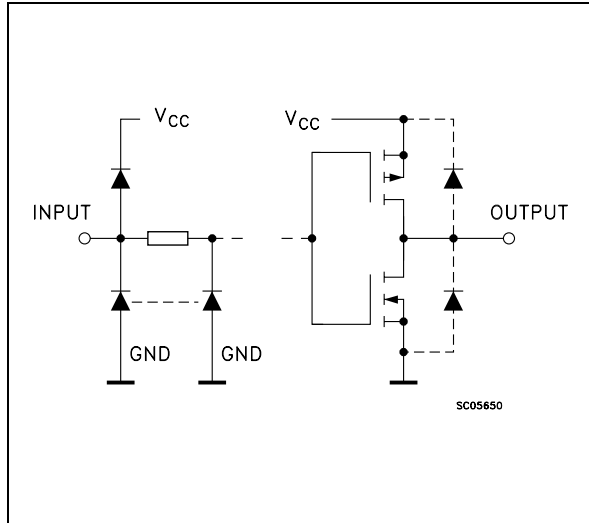 VCC
VCC
INPUT
OUTPUT
GND
GND
SC05650